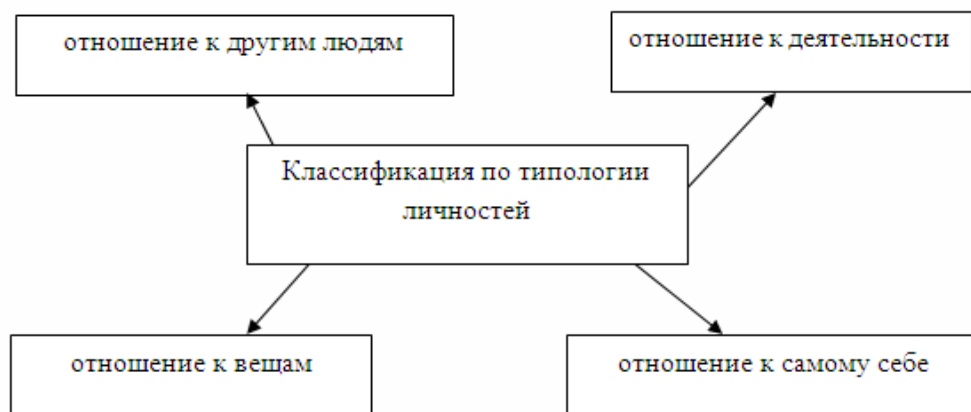 отношение к другим людям
отношение к деятельности
Классификация по типологии
личностей
отношение к вещам
отношение к самому себе